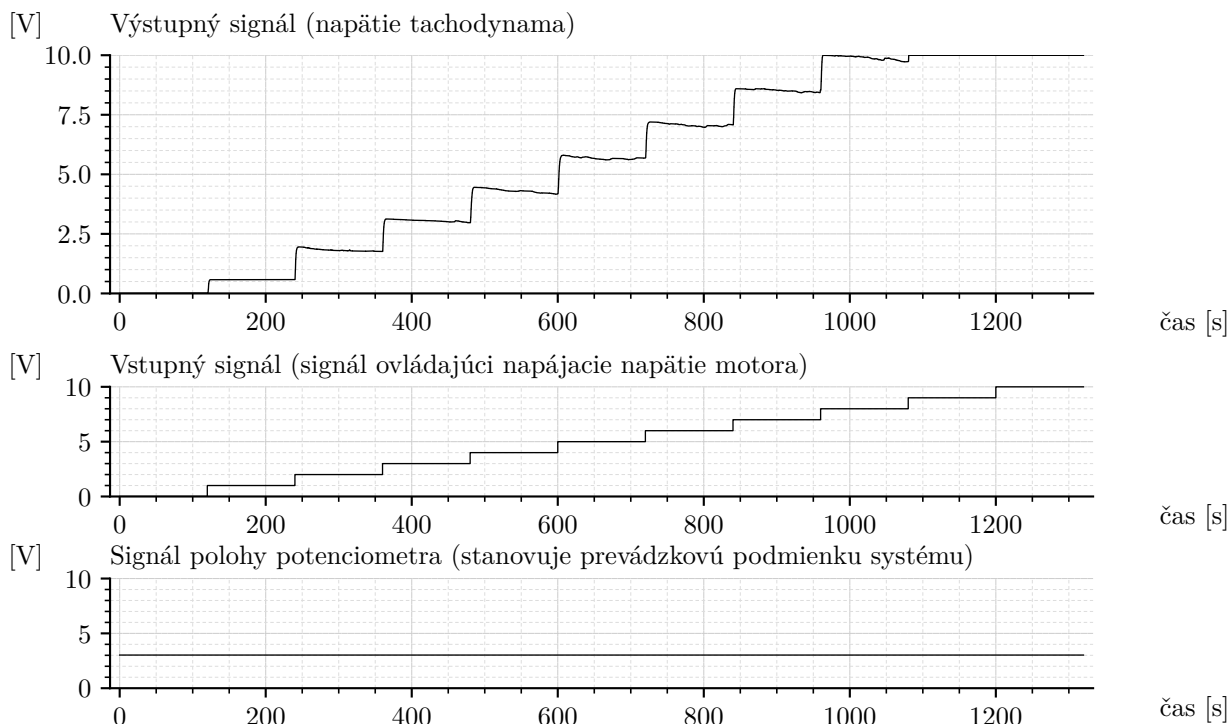 [V] Výstupný signál (napätie tachodynama)
10.0
7.5
5.0
2.5
0.0
0 200 400 600 800 1000 1200 čas [s]
[V] Vstupný signál (signál ovládajúci napájacie napätie motora)
10
5
0
0 200 400 600 800 1000 1200 čas [s]
[V] Signál polohy potenciometra (stanovuje prevádzkovú podmienku systému)
10
5
0
0 200 400 600 800 1000 1200 čas [s]